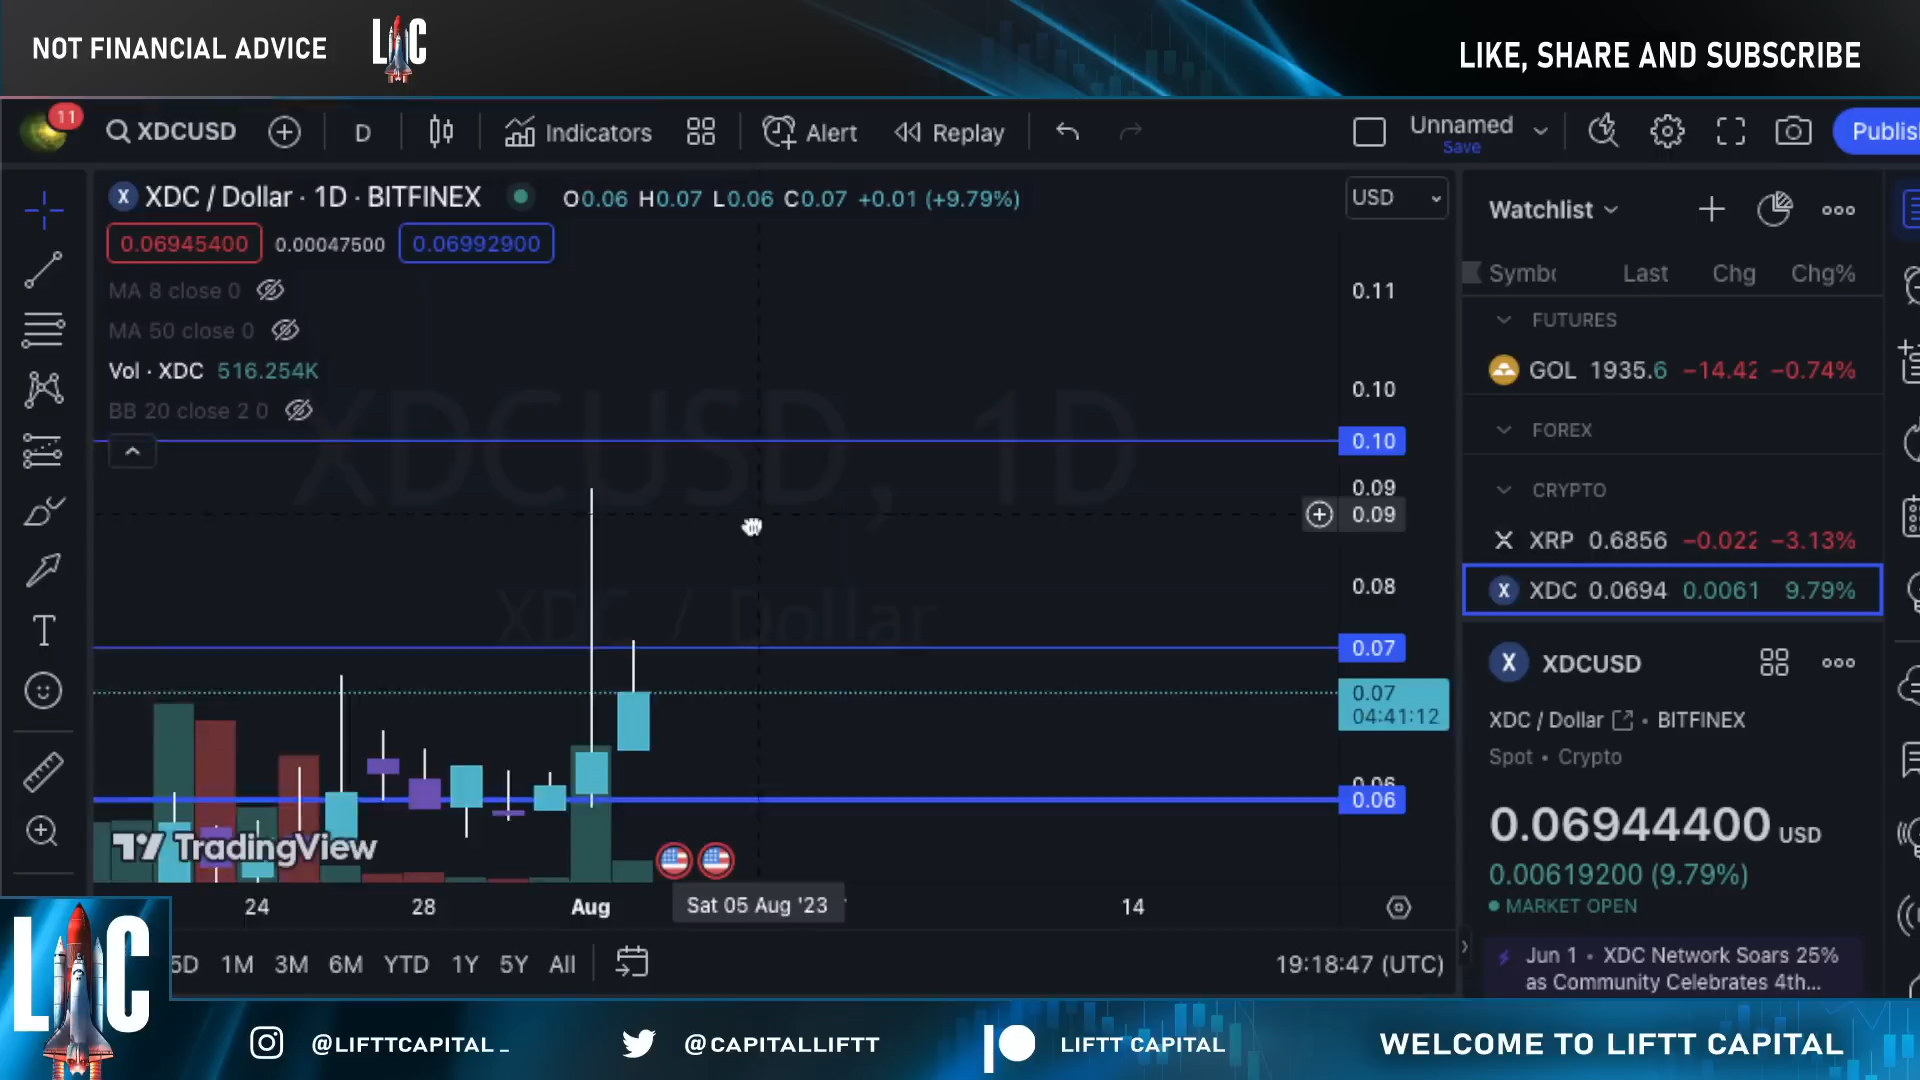 NOT FINANCIAL ADVICE
LC
LIKE, SHARE AND SUBSCRIBE
11
XDCUSD
D
Indicators
Alert
Replay
Unnamed
Save
Publis
X XDC / Dollar · 1D · BITFINEX
O0.06 H0.07 L0.06 C0.07 +0.01 (+9.79%)
USD
0.06945400 0.00047500 0.06992900
MA 8 close 0
MA 50 close 0
Vol · XDC 516.254K
BB 20 close 2 0
XDCUSD, 1D
XDC / Dollar
0.11
0.10
0.10
0.09
0.09
0.08
0.07
0.07
04:41:12
0.06
0.06
TradingView
24 28 Aug Sat 05 Aug '23 14
5D 1M 3M 6M YTD 1Y 5Y All
19:18:47 (UTC)
Watchlist
Symbo Last Chg Chg%
FUTURES
GOL 1935.6 −14.42 −0.74%
FOREX
CRYPTO
XRP 0.6856 −0.022 −3.13%
X XDC 0.0694 0.0061 9.79%
X XDCUSD
XDC / Dollar • BITFINEX
Spot • Crypto
0.06944400 USD
0.00619200 (9.79%)
MARKET OPEN
Jun 1 • XDC Network Soars 25%
as Community Celebrates 4th...
LC
@LIFTTCAPITAL_
@CAPITALLIFTT
LIFTT CAPITAL
WELCOME TO LIFTT CAPITAL